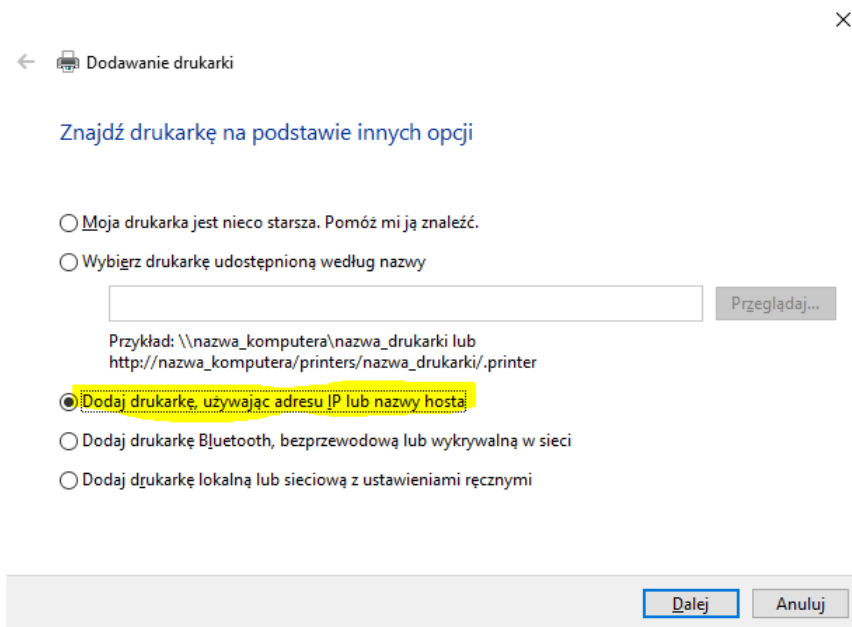 Dodawanie drukarki
Znajdź drukarkę na podstawie innych opcji
Moja drukarka jest nieco starsza. Pomóż mi ją znaleźć.
Wybierz drukarkę udostępnioną według nazwy
Przeglądaj...
Przykład: \\nazwa_komputera\nazwa_drukarki lub
http://nazwa_komputera/printers/nazwa_drukarki/.printer
Dodaj drukarkę, używając adresu IP lub nazwy hosta
Dodaj drukarkę Bluetooth, bezprzewodową lub wykrywalną w sieci
Dodaj drukarkę lokalną lub sieciową z ustawieniami ręcznymi
Dalej
Anuluj